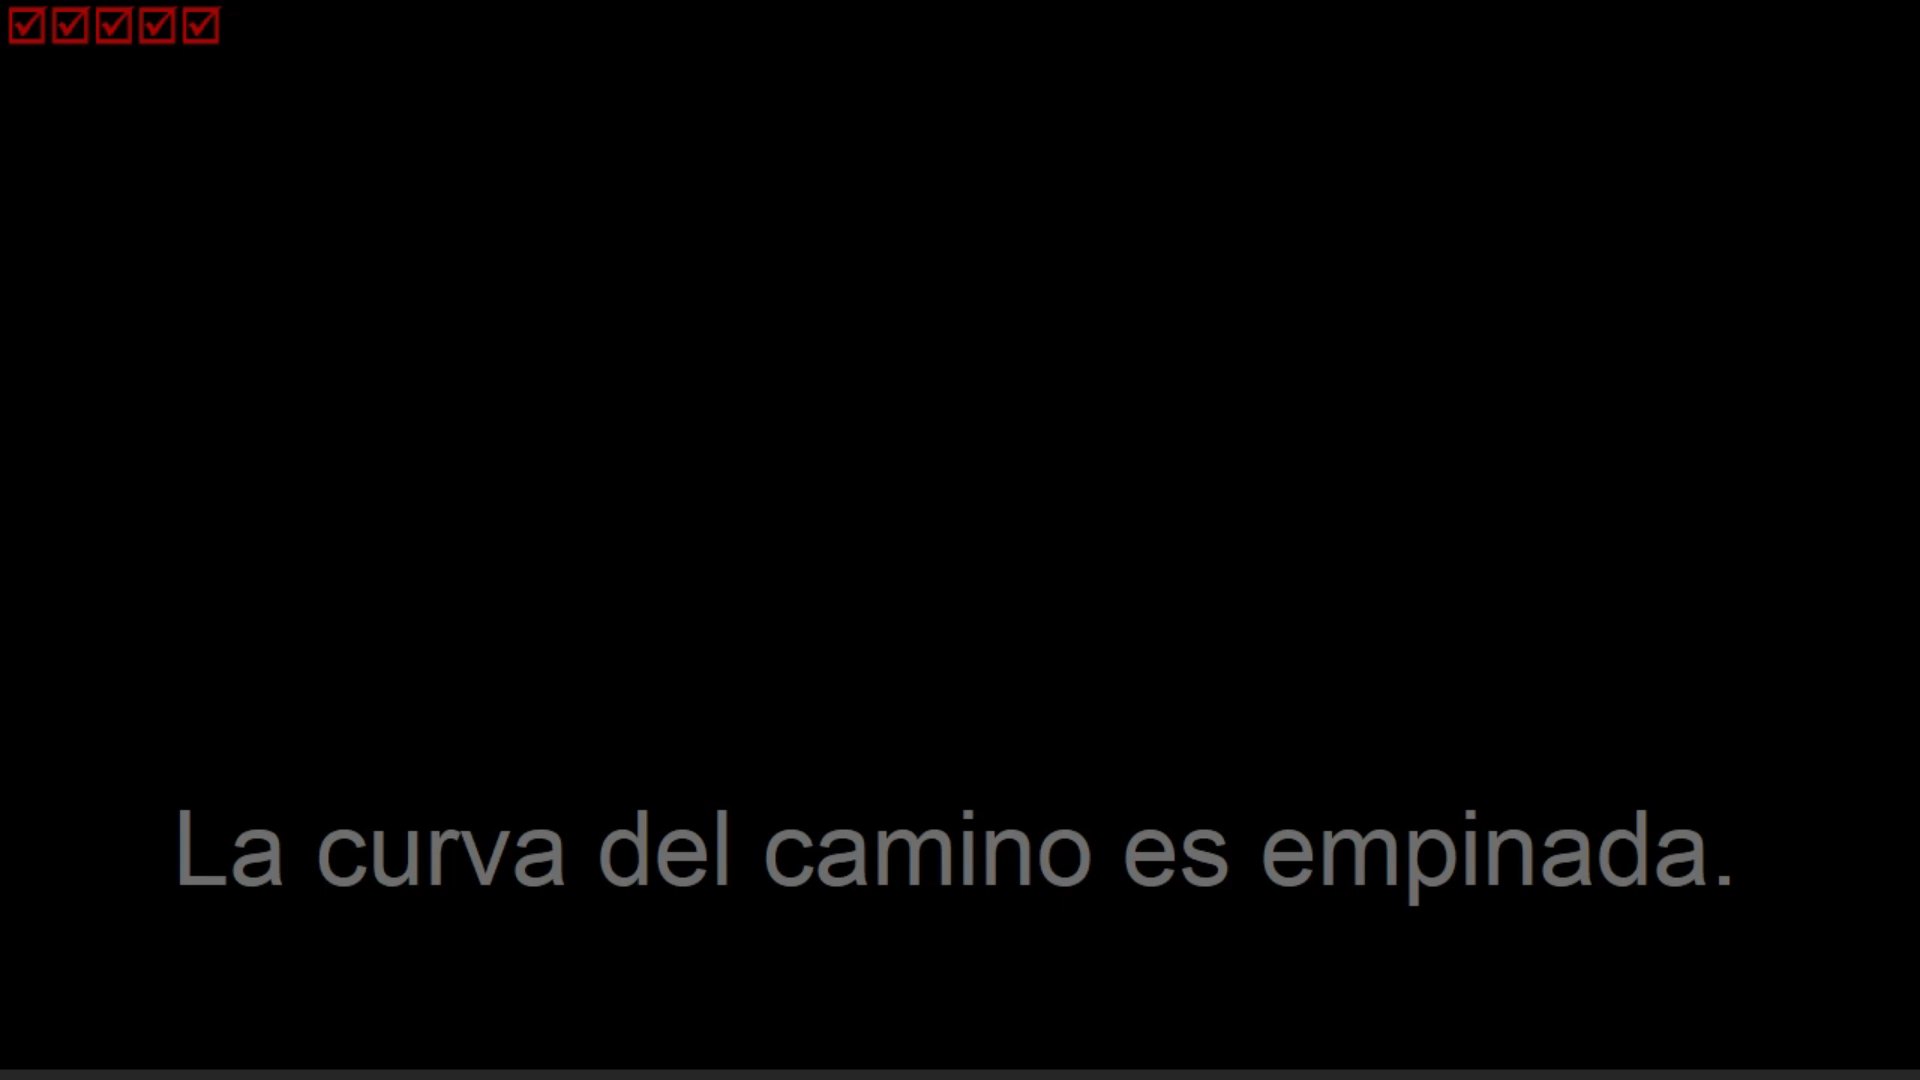 ☑☑☑☑☑
La curva del camino es empinada.